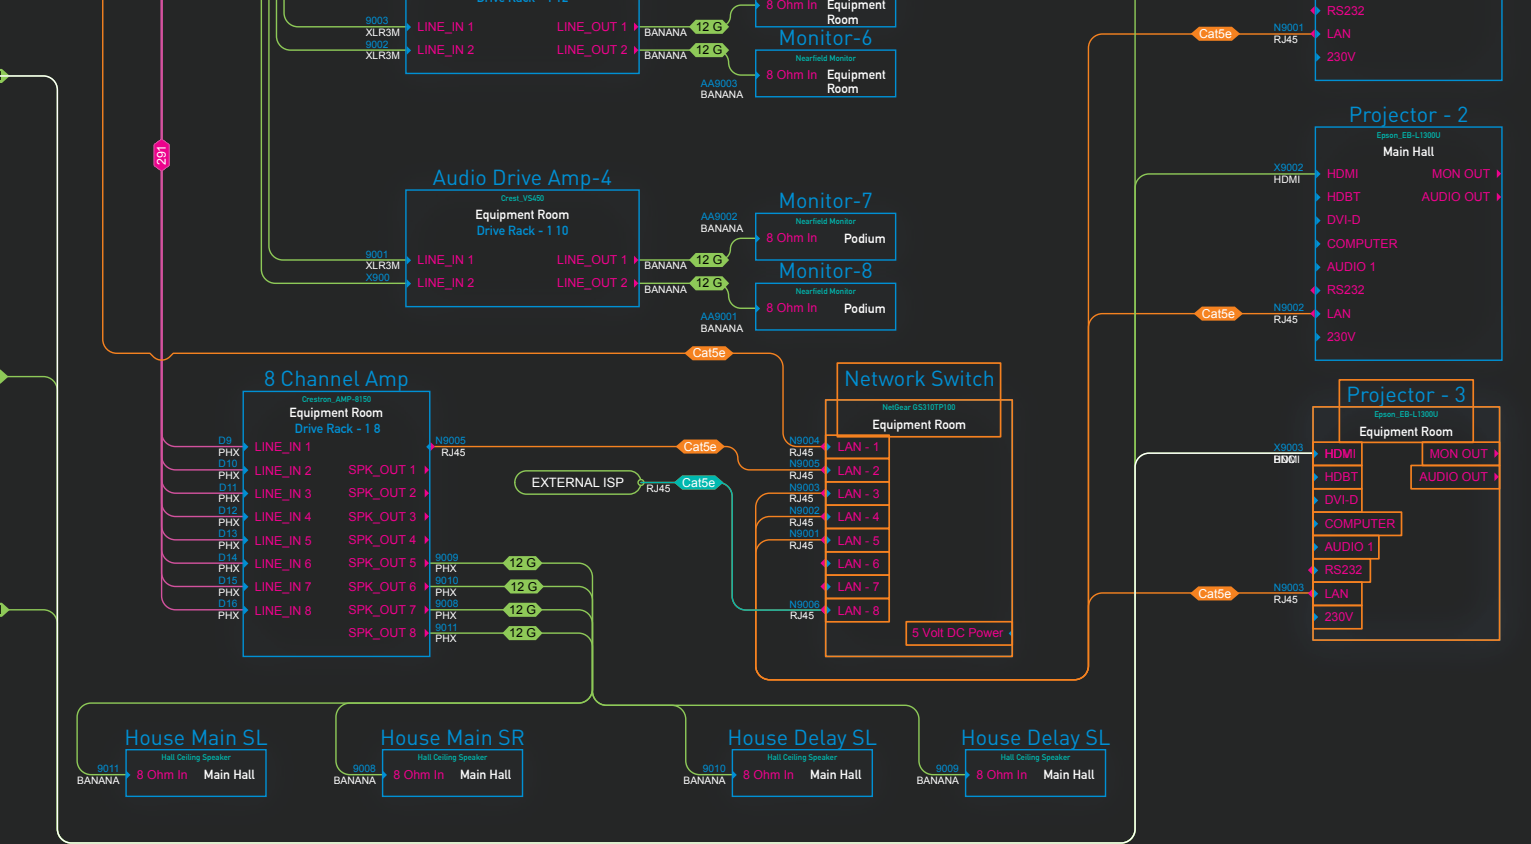 Drive Rack - 1 12
9003
XLR3M
LINE_IN 1
LINE_OUT 1
BANANA
12 G
9002
XLR3M
LINE_IN 2
LINE_OUT 2
BANANA
12 G
8 Ohm In
Equipment
Room
Monitor-6
Nearfield Monitor
8 Ohm In
Equipment
Room
AA9003
BANANA
RS232
Cat5e
N9001
RJ45
LAN
230V
Projector - 2
Epson_EB-L1300U
Main Hall
X9002
HDMI
HDMI
MON OUT
HDBT
AUDIO OUT
DVI-D
COMPUTER
AUDIO 1
RS232
Cat5e
N9002
RJ45
LAN
230V
291
Audio Drive Amp-4
Crest_VS450
Equipment Room
Drive Rack - 1 10
9001
XLR3M
LINE_IN 1
LINE_OUT 1
BANANA
12 G
X900
LINE_IN 2
LINE_OUT 2
BANANA
12 G
Monitor-7
Nearfield Monitor
AA9002
BANANA
8 Ohm In
Podium
Monitor-8
Nearfield Monitor
8 Ohm In
Podium
AA9001
BANANA
Cat5e
8 Channel Amp
Crestron_AMP-8150
Equipment Room
Drive Rack - 1 8
D9
PHX
LINE_IN 1
N9005
RJ45
Cat5e
D10
PHX
LINE_IN 2
SPK_OUT 1
D11
PHX
LINE_IN 3
SPK_OUT 2
D12
PHX
LINE_IN 4
SPK_OUT 3
D13
PHX
LINE_IN 5
SPK_OUT 4
D14
PHX
LINE_IN 6
SPK_OUT 5
9009
PHX
12 G
D15
PHX
LINE_IN 7
SPK_OUT 6
9010
PHX
12 G
D16
PHX
LINE_IN 8
SPK_OUT 7
9008
PHX
12 G
SPK_OUT 8
9011
PHX
12 G
EXTERNAL ISP
RJ45
Cat5e
Network Switch
NetGear GS310TP100
Equipment Room
N9004
RJ45
LAN - 1
N9005
RJ45
LAN - 2
N9003
RJ45
LAN - 3
N9002
RJ45
LAN - 4
N9001
RJ45
LAN - 5
LAN - 6
LAN - 7
N9006
RJ45
LAN - 8
5 Volt DC Power
Projector - 3
Epson_EB-L1300U
Equipment Room
X9003
HDMI
MON OUT
HDBT
AUDIO OUT
DVI-D
COMPUTER
AUDIO 1
RS232
Cat5e
N9003
RJ45
LAN
230V
House Main SL
Hall Ceiling Speaker
9011
BANANA
8 Ohm In
Main Hall
House Main SR
Hall Ceiling Speaker
9008
BANANA
8 Ohm In
Main Hall
House Delay SL
Hall Ceiling Speaker
9010
BANANA
8 Ohm In
Main Hall
House Delay SL
Hall Ceiling Speaker
9009
BANANA
8 Ohm In
Main Hall